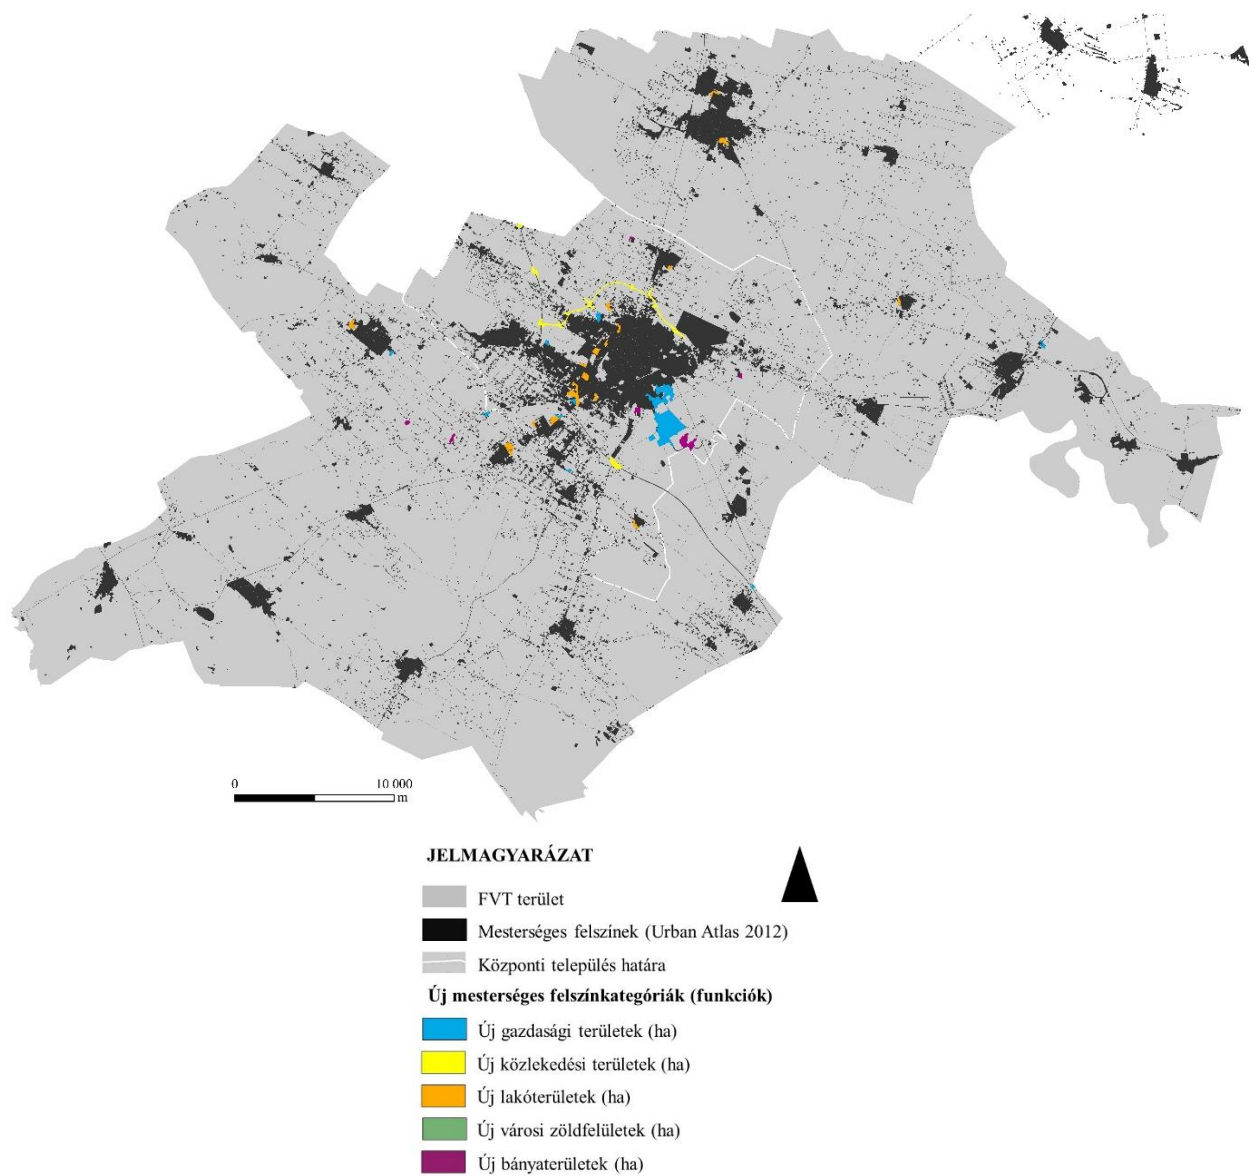 0 10 000
m
JELMAGYARÁZAT
FVT terület
Mesterséges felszínek (Urban Atlas 2012)
Központi település határa
Új mesterséges felszínkategóriák (funkciók)
Új gazdasági területek (ha)
Új közlekedési területek (ha)
Új lakóterületek (ha)
Új városi zöldfelületek (ha)
Új bányaterületek (ha)